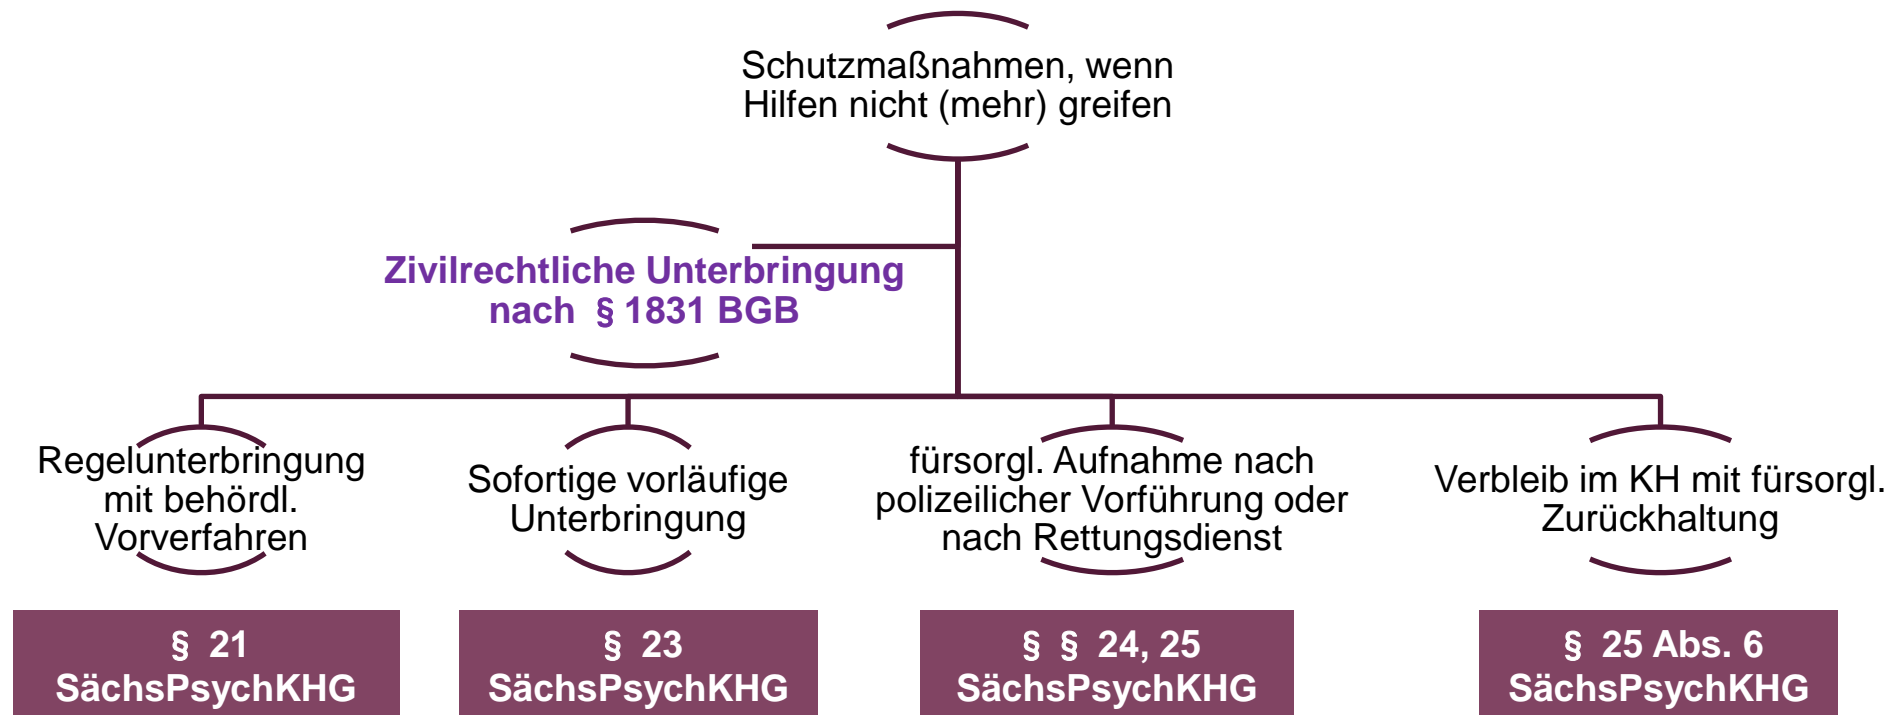 Schutzmaßnahmen, wenn
Hilfen nicht (mehr) greifen
Zivilrechtliche Unterbringung
nach § 1831 BGB
Regelunterbringung
mit behördl.
Vorverfahren
Sofortige vorläufige
Unterbringung
fürsorgl. Aufnahme nach
polizeilicher Vorführung oder
nach Rettungsdienst
Verbleib im KH mit fürsorgl.
Zurückhaltung
§ 21
SächsPsychKHG
§ 23
SächsPsychKHG
§ § 24, 25
SächsPsychKHG
§ 25 Abs. 6
SächsPsychKHG